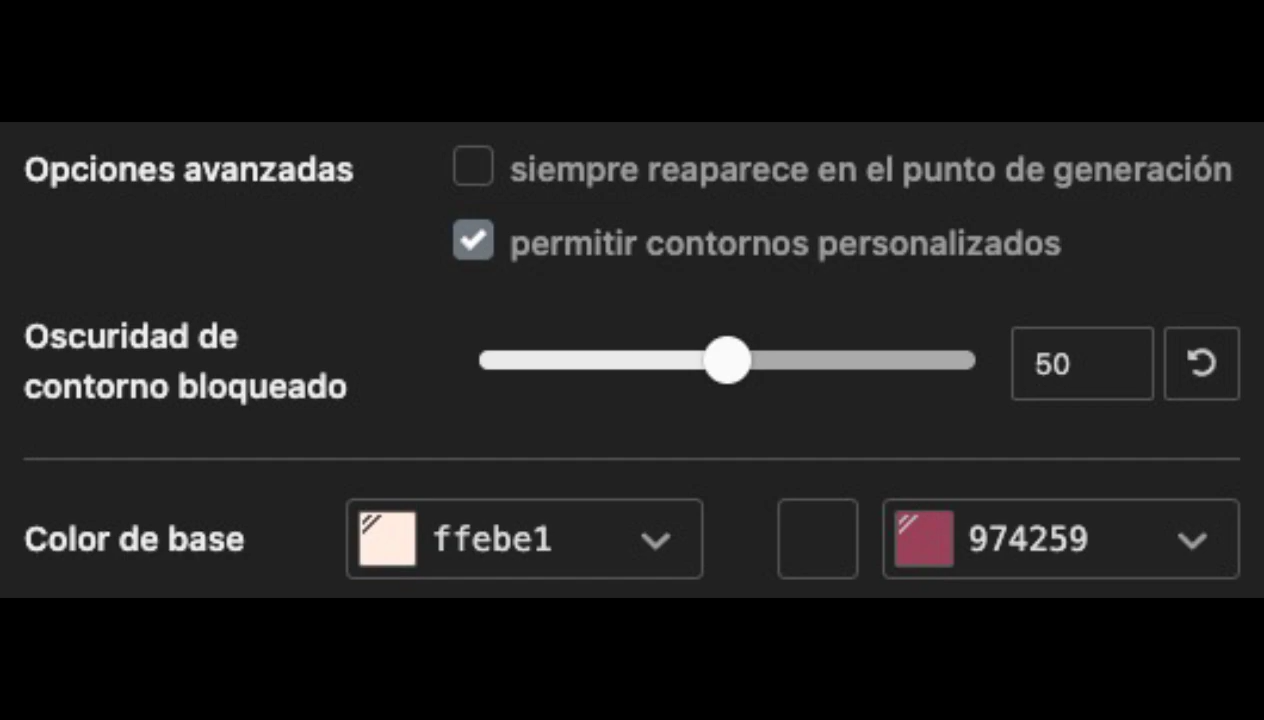 Opciones avanzadas
siempre reaparece en el punto de generación
permitir contornos personalizados
Oscuridad de
contorno bloqueado
50
Color de base
ffebe1
974259